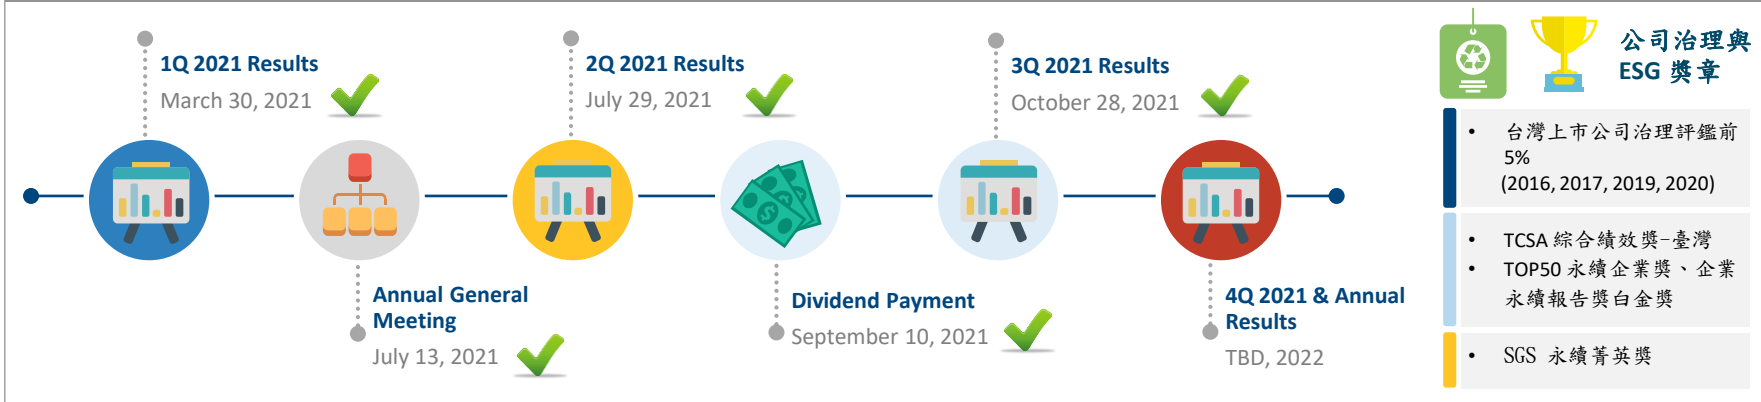 1Q 2021 Results
March 30, 2021
Annual General
Meeting
July 13, 2021
2Q 2021 Results
July 29, 2021
Dividend Payment
September 10, 2021
3Q 2021 Results
October 28, 2021
4Q 2021 & Annual
Results
TBD, 2022
公司治理與
ESG 獎章
• 台灣上市公司治理評鑑前
5%
(2016, 2017, 2019, 2020)
• TCSA 綜合績效獎-臺灣
• TOP50 永續企業獎、企業
永續報告獎白金獎
• SGS 永續菁英獎